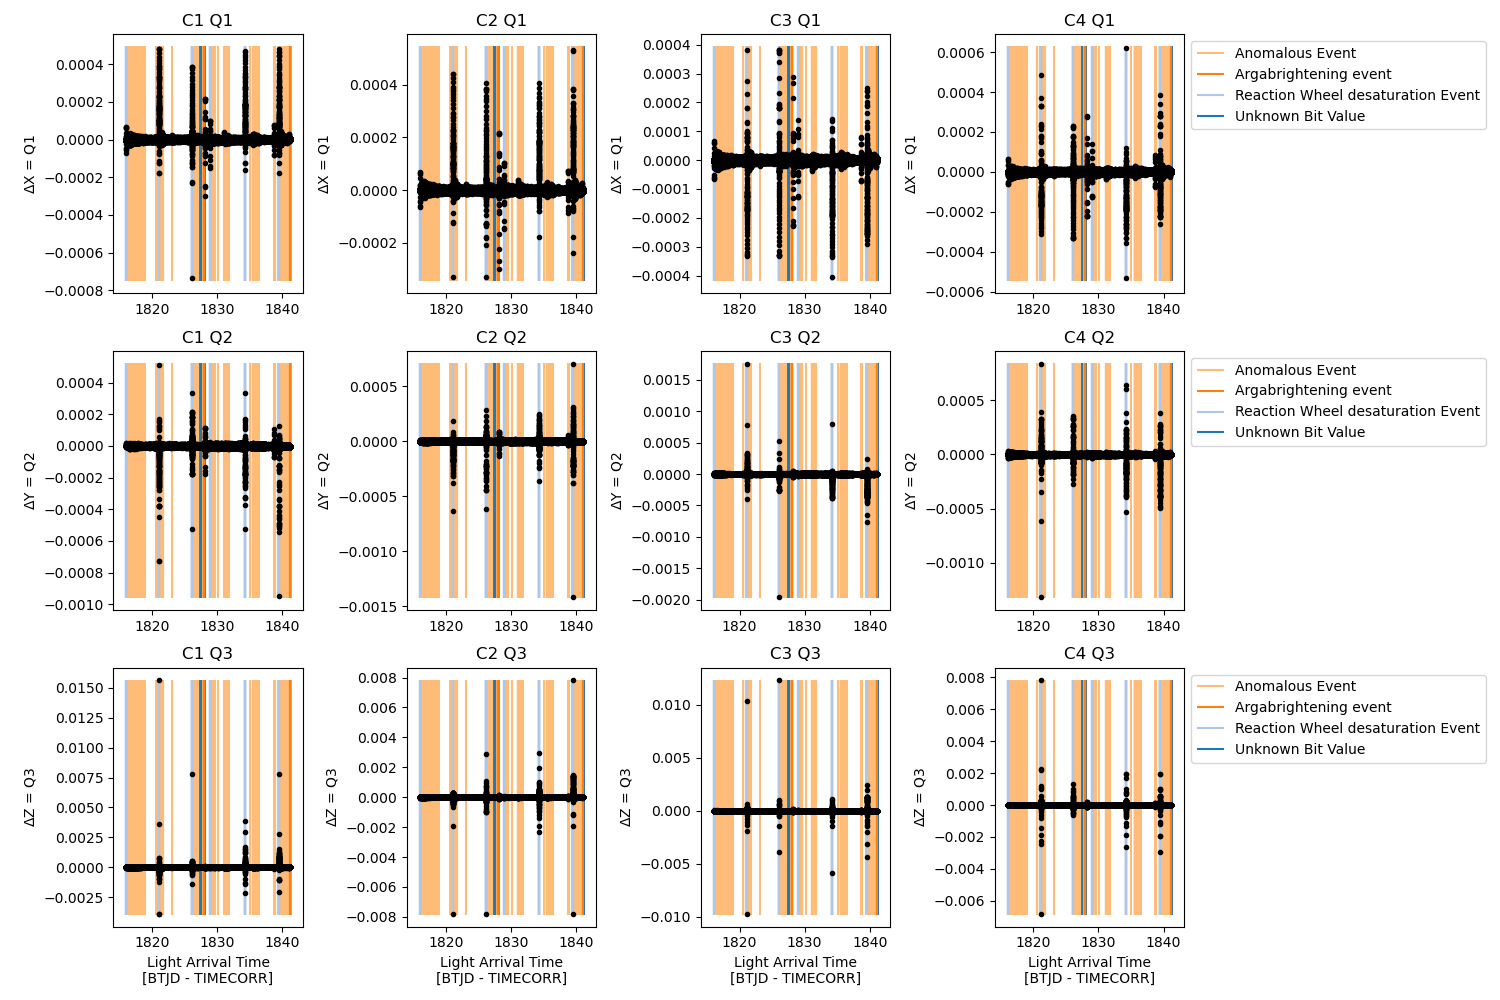 C1 Q1
C2 Q1
C3 Q1
C4 Q1
ΔX = Q1
0.0004
0.0002
0.0000
−0.0002
−0.0004
−0.0006
−0.0008
1820 1830 1840
ΔX = Q1
0.0004
0.0002
0.0000
−0.0002
1820 1830 1840
ΔX = Q1
0.0004
0.0003
0.0002
0.0001
0.0000
−0.0001
−0.0002
−0.0003
−0.0004
1820 1830 1840
ΔX = Q1
0.0006
0.0004
0.0002
0.0000
−0.0002
−0.0004
−0.0006
1820 1830 1840
Anomalous Event
Argabrightening event
Reaction Wheel desaturation Event
Unknown Bit Value
C1 Q2
C2 Q2
C3 Q2
C4 Q2
ΔY = Q2
0.0004
0.0002
0.0000
−0.0002
−0.0004
−0.0006
−0.0008
−0.0010
1820 1830 1840
ΔY = Q2
0.0005
0.0000
−0.0005
−0.0010
−0.0015
1820 1830 1840
ΔY = Q2
0.0015
0.0010
0.0005
0.0000
−0.0005
−0.0010
−0.0015
−0.0020
1820 1830 1840
ΔY = Q2
0.0005
0.0000
−0.0005
−0.0010
1820 1830 1840
Anomalous Event
Argabrightening event
Reaction Wheel desaturation Event
Unknown Bit Value
C1 Q3
C2 Q3
C3 Q3
C4 Q3
ΔZ = Q3
0.0150
0.0125
0.0100
0.0075
0.0050
0.0025
0.0000
−0.0025
1820 1830 1840
Light Arrival Time
[BTJD - TIMECORR]
ΔZ = Q3
0.008
0.006
0.004
0.002
0.000
−0.002
−0.004
−0.006
−0.008
1820 1830 1840
Light Arrival Time
[BTJD - TIMECORR]
ΔZ = Q3
0.010
0.005
0.000
−0.005
−0.010
1820 1830 1840
Light Arrival Time
[BTJD - TIMECORR]
ΔZ = Q3
0.008
0.006
0.004
0.002
0.000
−0.002
−0.004
−0.006
1820 1830 1840
Light Arrival Time
[BTJD - TIMECORR]
Anomalous Event
Argabrightening event
Reaction Wheel desaturation Event
Unknown Bit Value